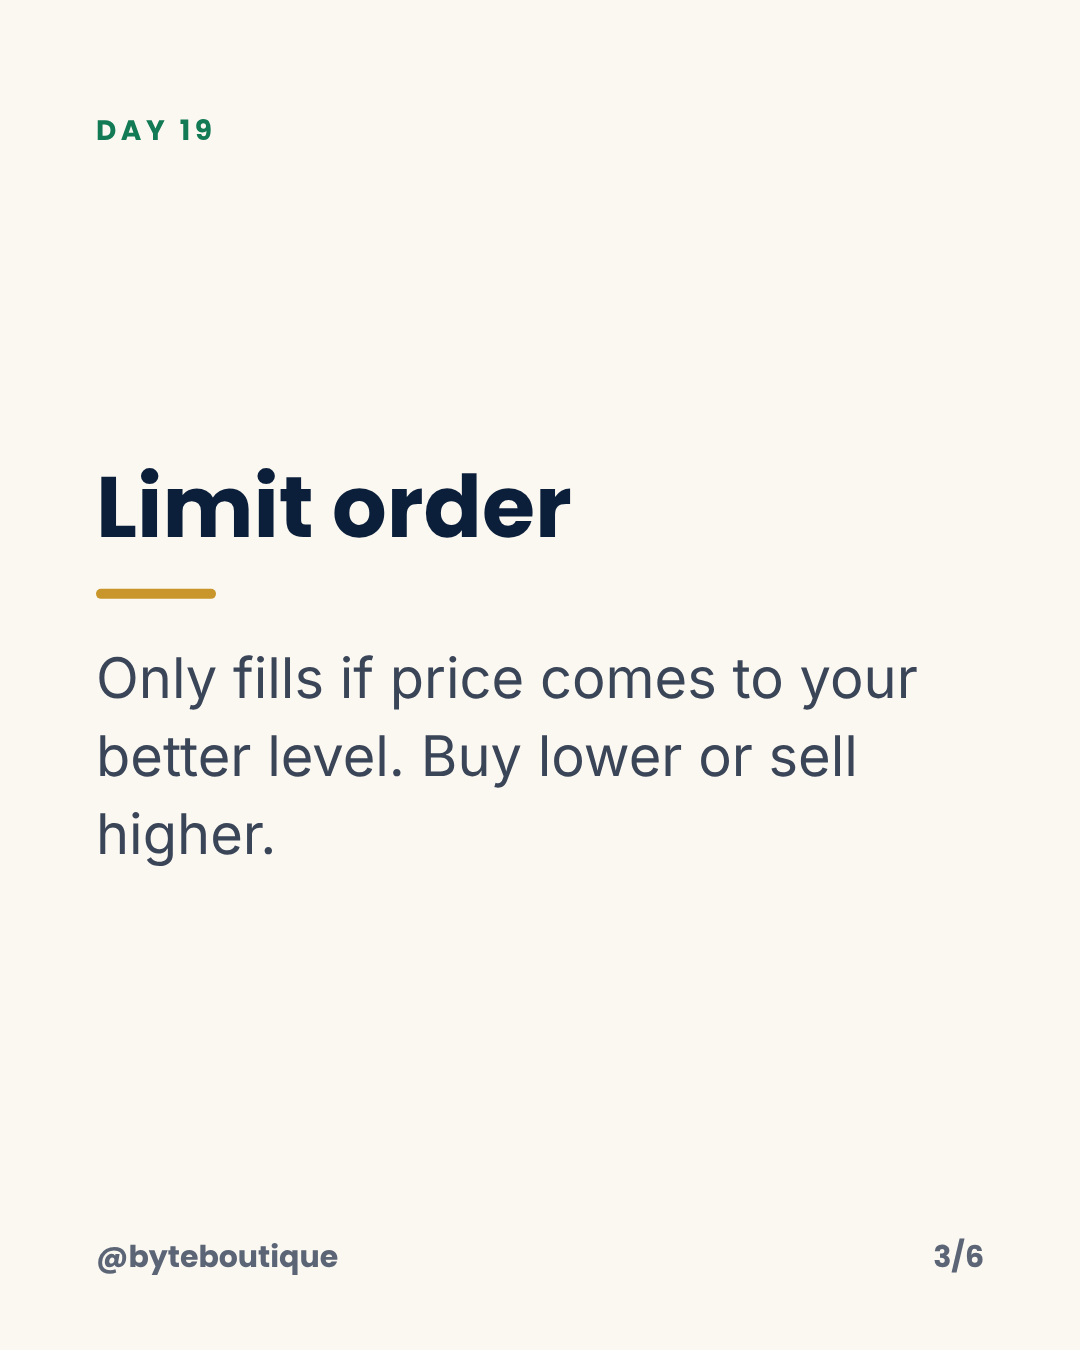 DAY 19
Limit order
Only fills if price comes to your
better level. Buy lower or sell
higher.
@byteboutique
3/6